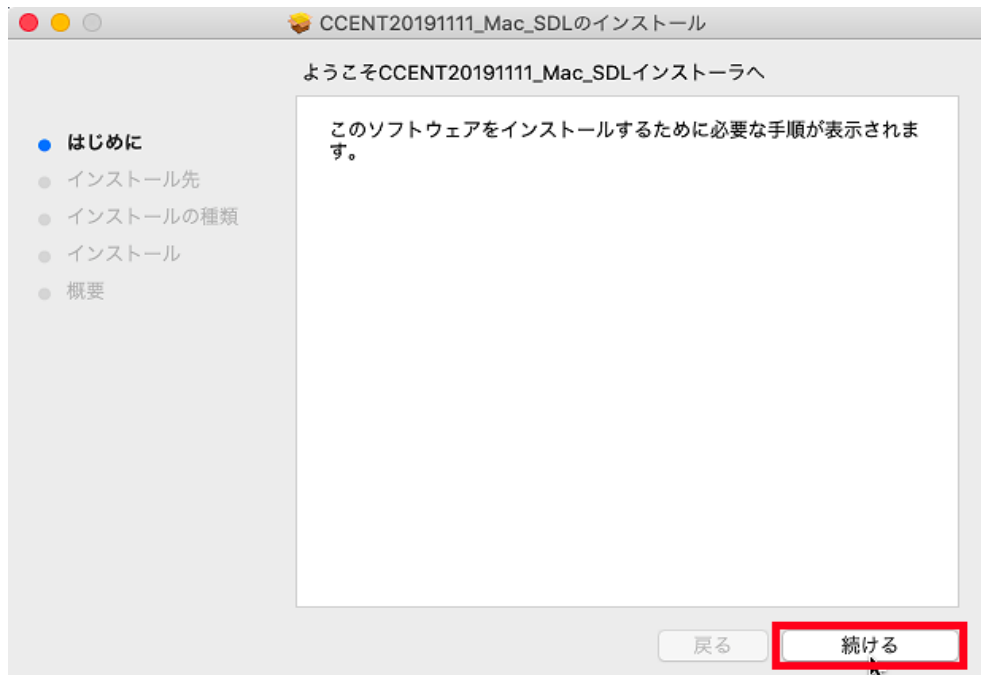 CCENT20191111_Mac_SDLのインストール
ようこそCCENT20191111_Mac_SDLインストーラへ
はじめに
インストール先
インストールの種類
インストール
概要
このソフトウェアをインストールするために必要な手順が表示されま
す。
戻る
続ける